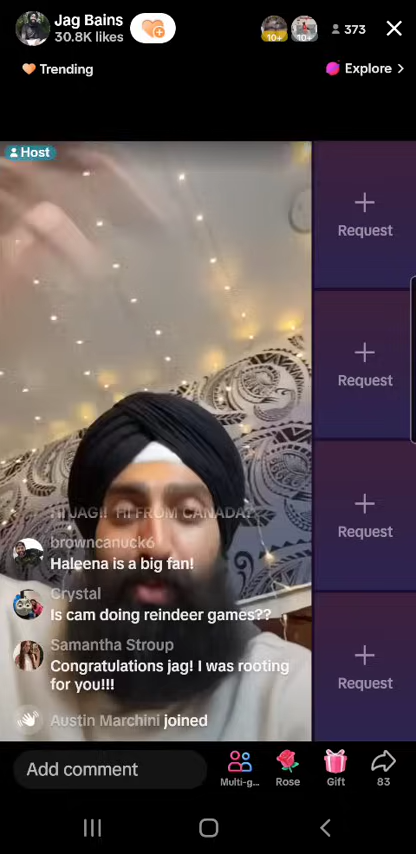 Jag Bains
30.8K likes
10+
10+
373
Trending
Explore >
Host
Request
Request
Request
Request
HI JAG!! HI FROM CANADA
browncanuck6
Haleena is a big fan!
Crystal
Is cam doing reindeer games??
Samantha Stroup
Congratulations jag! I was rooting
for you!!!
Austin Marchini joined
Add comment
Multi-g...
Rose
Gift
83